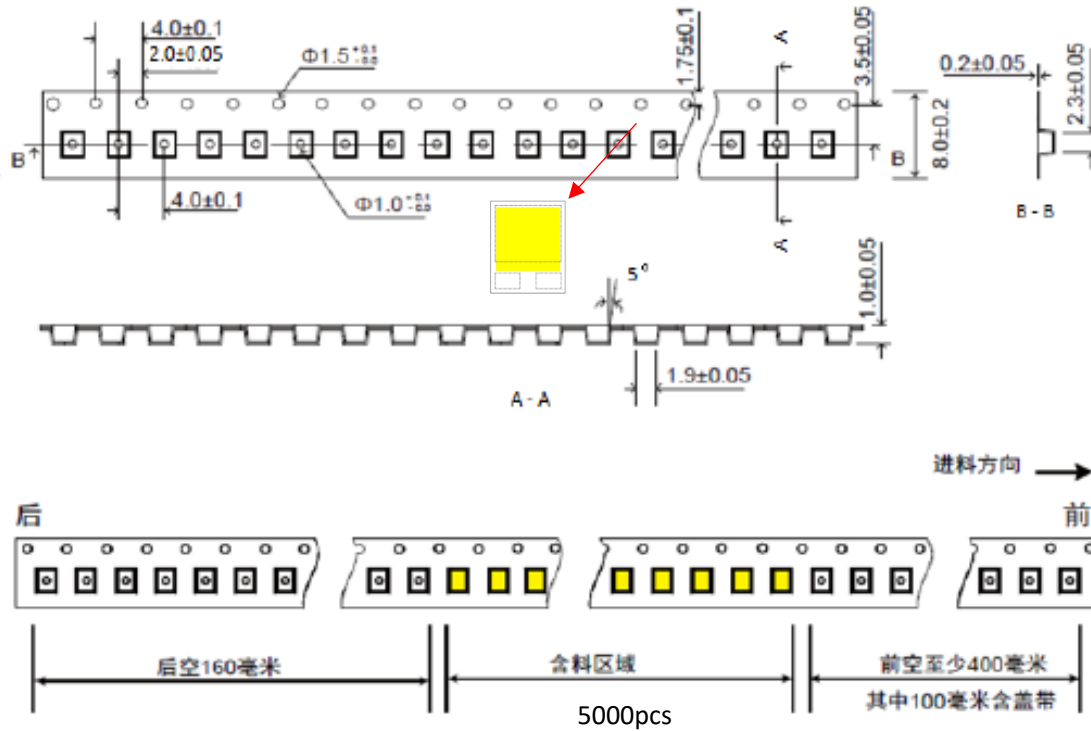 4.0±0.1
2.0±0.05
Φ1.5
1.75±0.1
A
3.5±0.05
0.2±0.05
2.3±0.05
B
B
8.0±0.2
4.0±0.1
Φ1.0
A
B - B
5°
1.0±0.05
1.9±0.05
A - A
进料方向
后
前
后空160毫米
含料区域
前空至少400毫米
其中100毫米含盖带
5000pcs